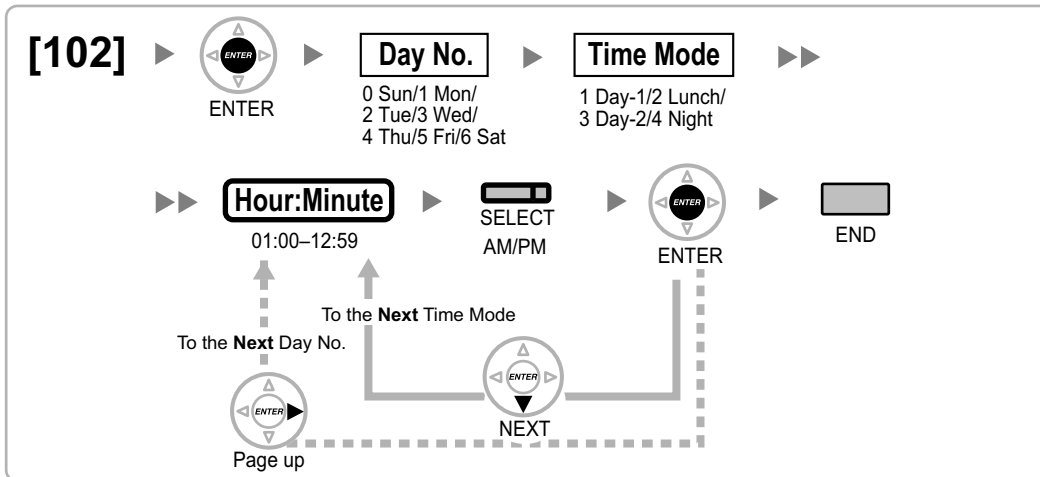 [102]
ENTER
ENTER
Day No.
0 Sun/1 Mon/
2 Tue/3 Wed/
4 Thu/5 Fri/6 Sat
Time Mode
1 Day-1/2 Lunch/
3 Day-2/4 Night
Hour:Minute
01:00–12:59
SELECT
AM/PM
ENTER
ENTER
END
To the Next Time Mode
To the Next Day No.
ENTER
NEXT
ENTER
Page up